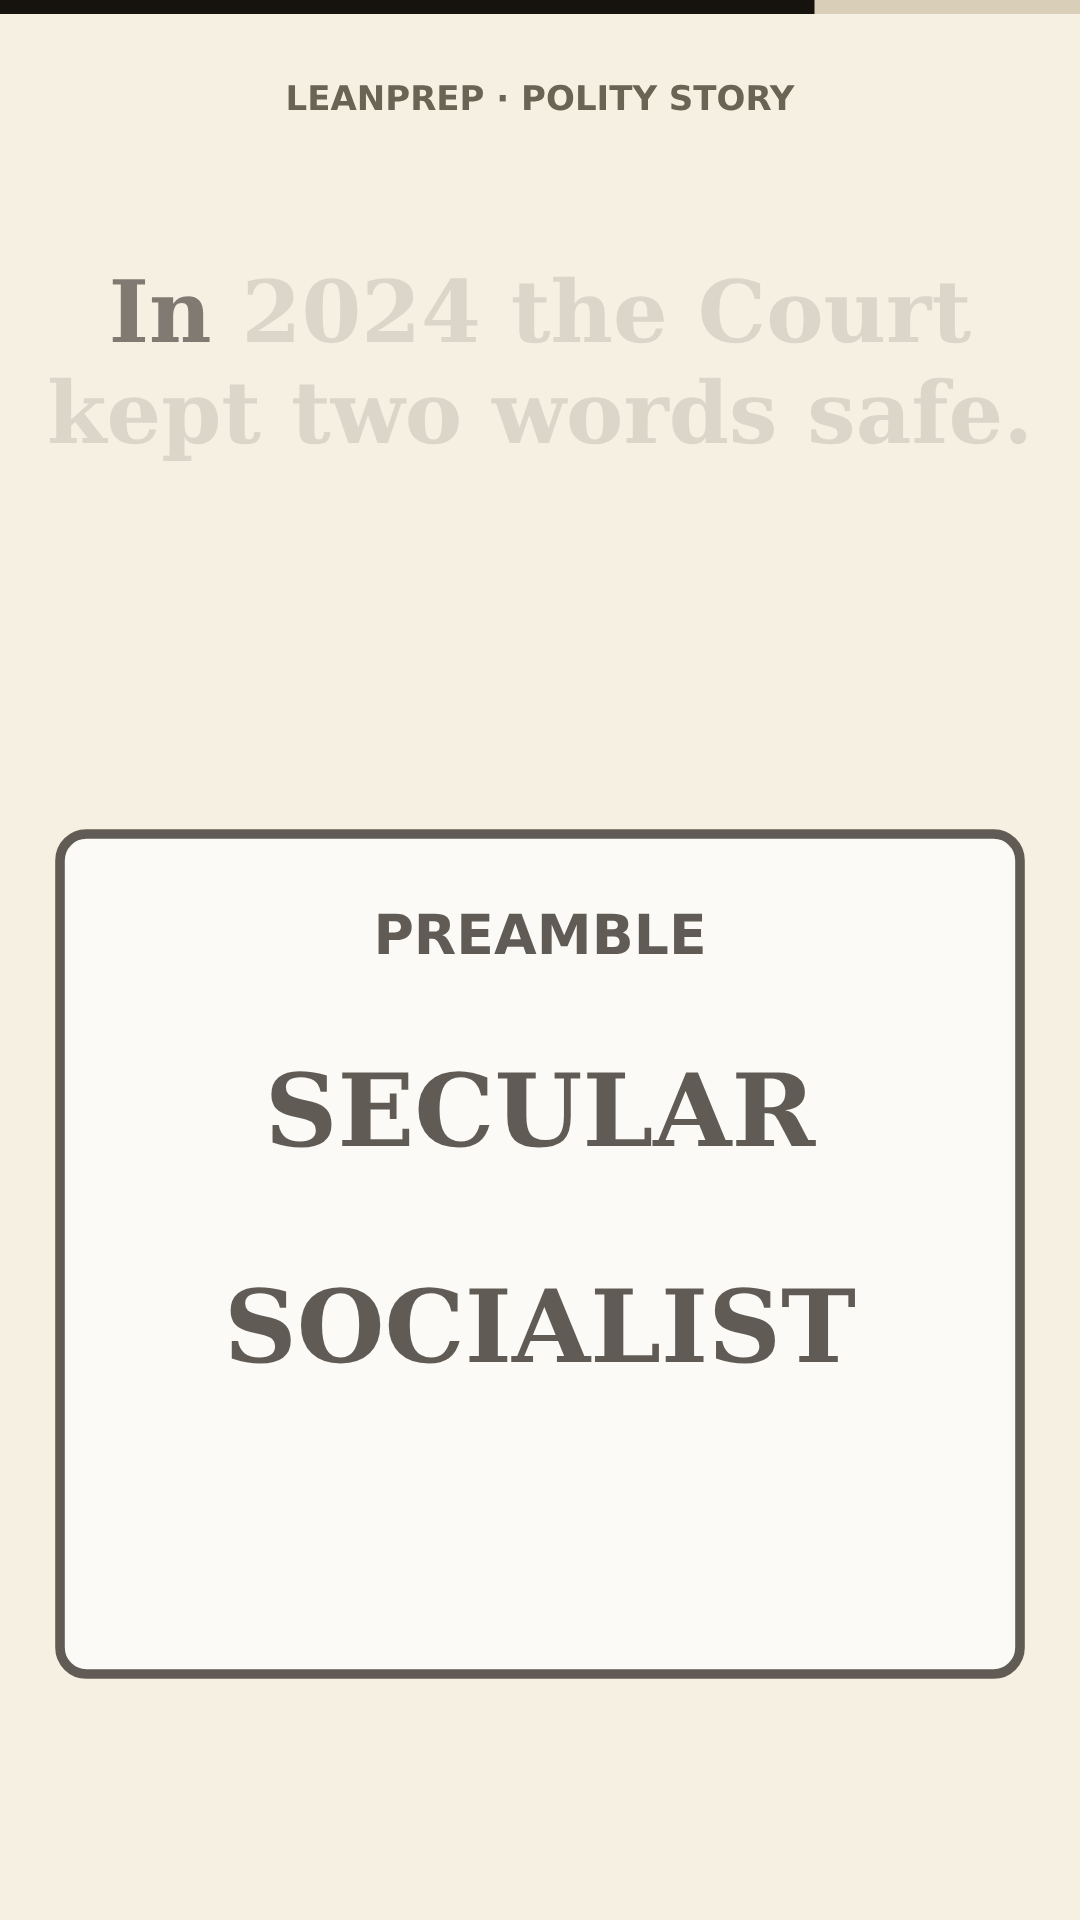 LEANPREP · POLITY STORY
In 2024 the Court
kept two words safe.
PREAMBLE
SECULAR
SOCIALIST